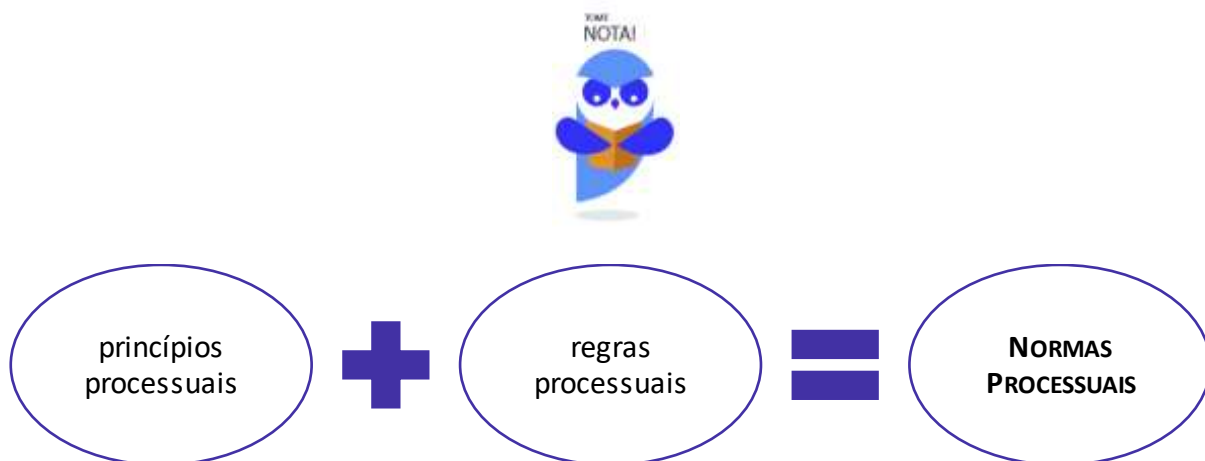 TOME
NOTA!
princípios
processuais
regras
processuais
NORMAS
PROCESSUAIS